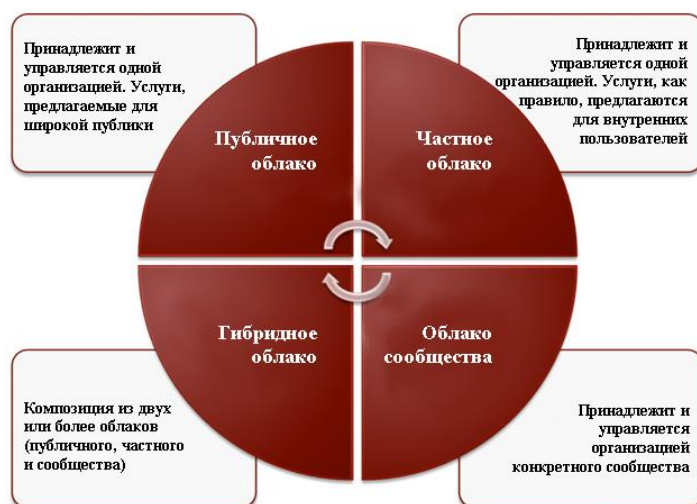 Принадлежит и
управляется одной
организацией. Услуги,
предлагаемые для
широкой публики
Публичное
облако
Принадлежит и
управляется одной
организацией. Услуги, как
правило, предлагаются
для внутренних
пользователей
Частное
облако
Гибридное
облако
Композиция из двух
или более облаков
(публичного, частного
и сообщества)
Облако
сообщества
Принадлежит и
управляется
организацией
конкретного сообщества